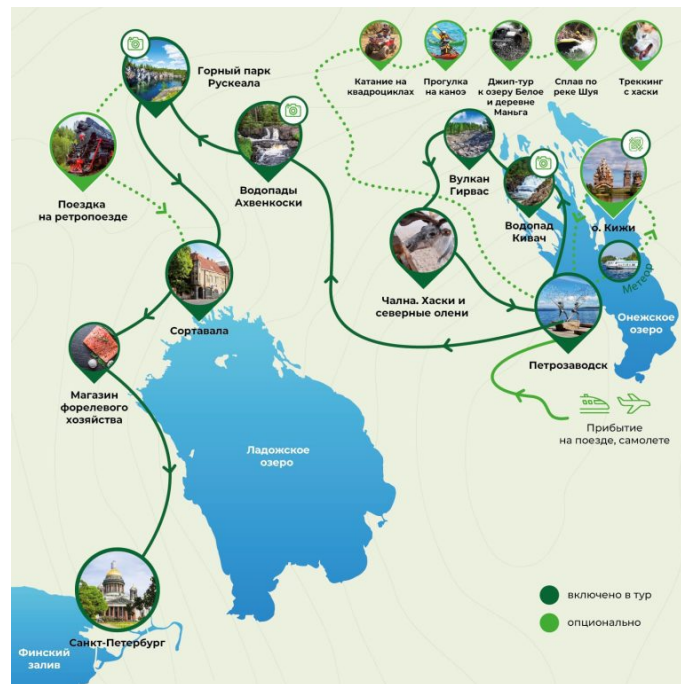 Горный парк
Рускеала
Катание на
квадроциклах
Прогулка
на каноэ
Джип-тур
к озеру Белое
и деревне
Маньга
Сплав по
реке Шуя
Треккинг
с хаски
Поездка
на ретропоезде
Водопады
Ахвенкоски
Вулкан
Гирвас
Водопад
Кивач
о. Кижи
Метеор
Чална. Хаски и
северные олени
Онежское
озеро
Сортавала
Петрозаводск
Магазин
форелевого
хозяйства
Прибытие
на поезде, самолете
Ладожское
озеро
включено в тур
опционально
Санкт-Петербург
Финский
залив